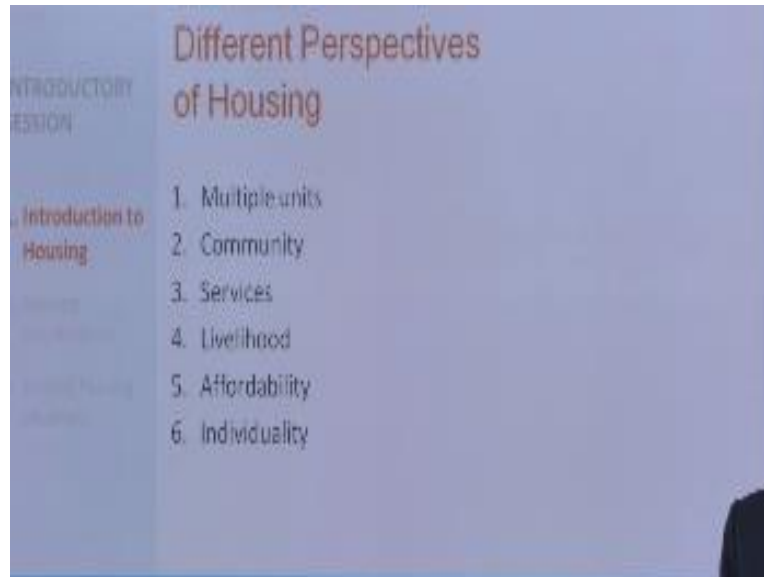 Different Perspectives
of Housing
INTRODUCTORY
SESSION
1. Multiple units
2. Community
3. Services
4. Livelihood
5. Affordability
6. Individuality
. Introduction to
Housing